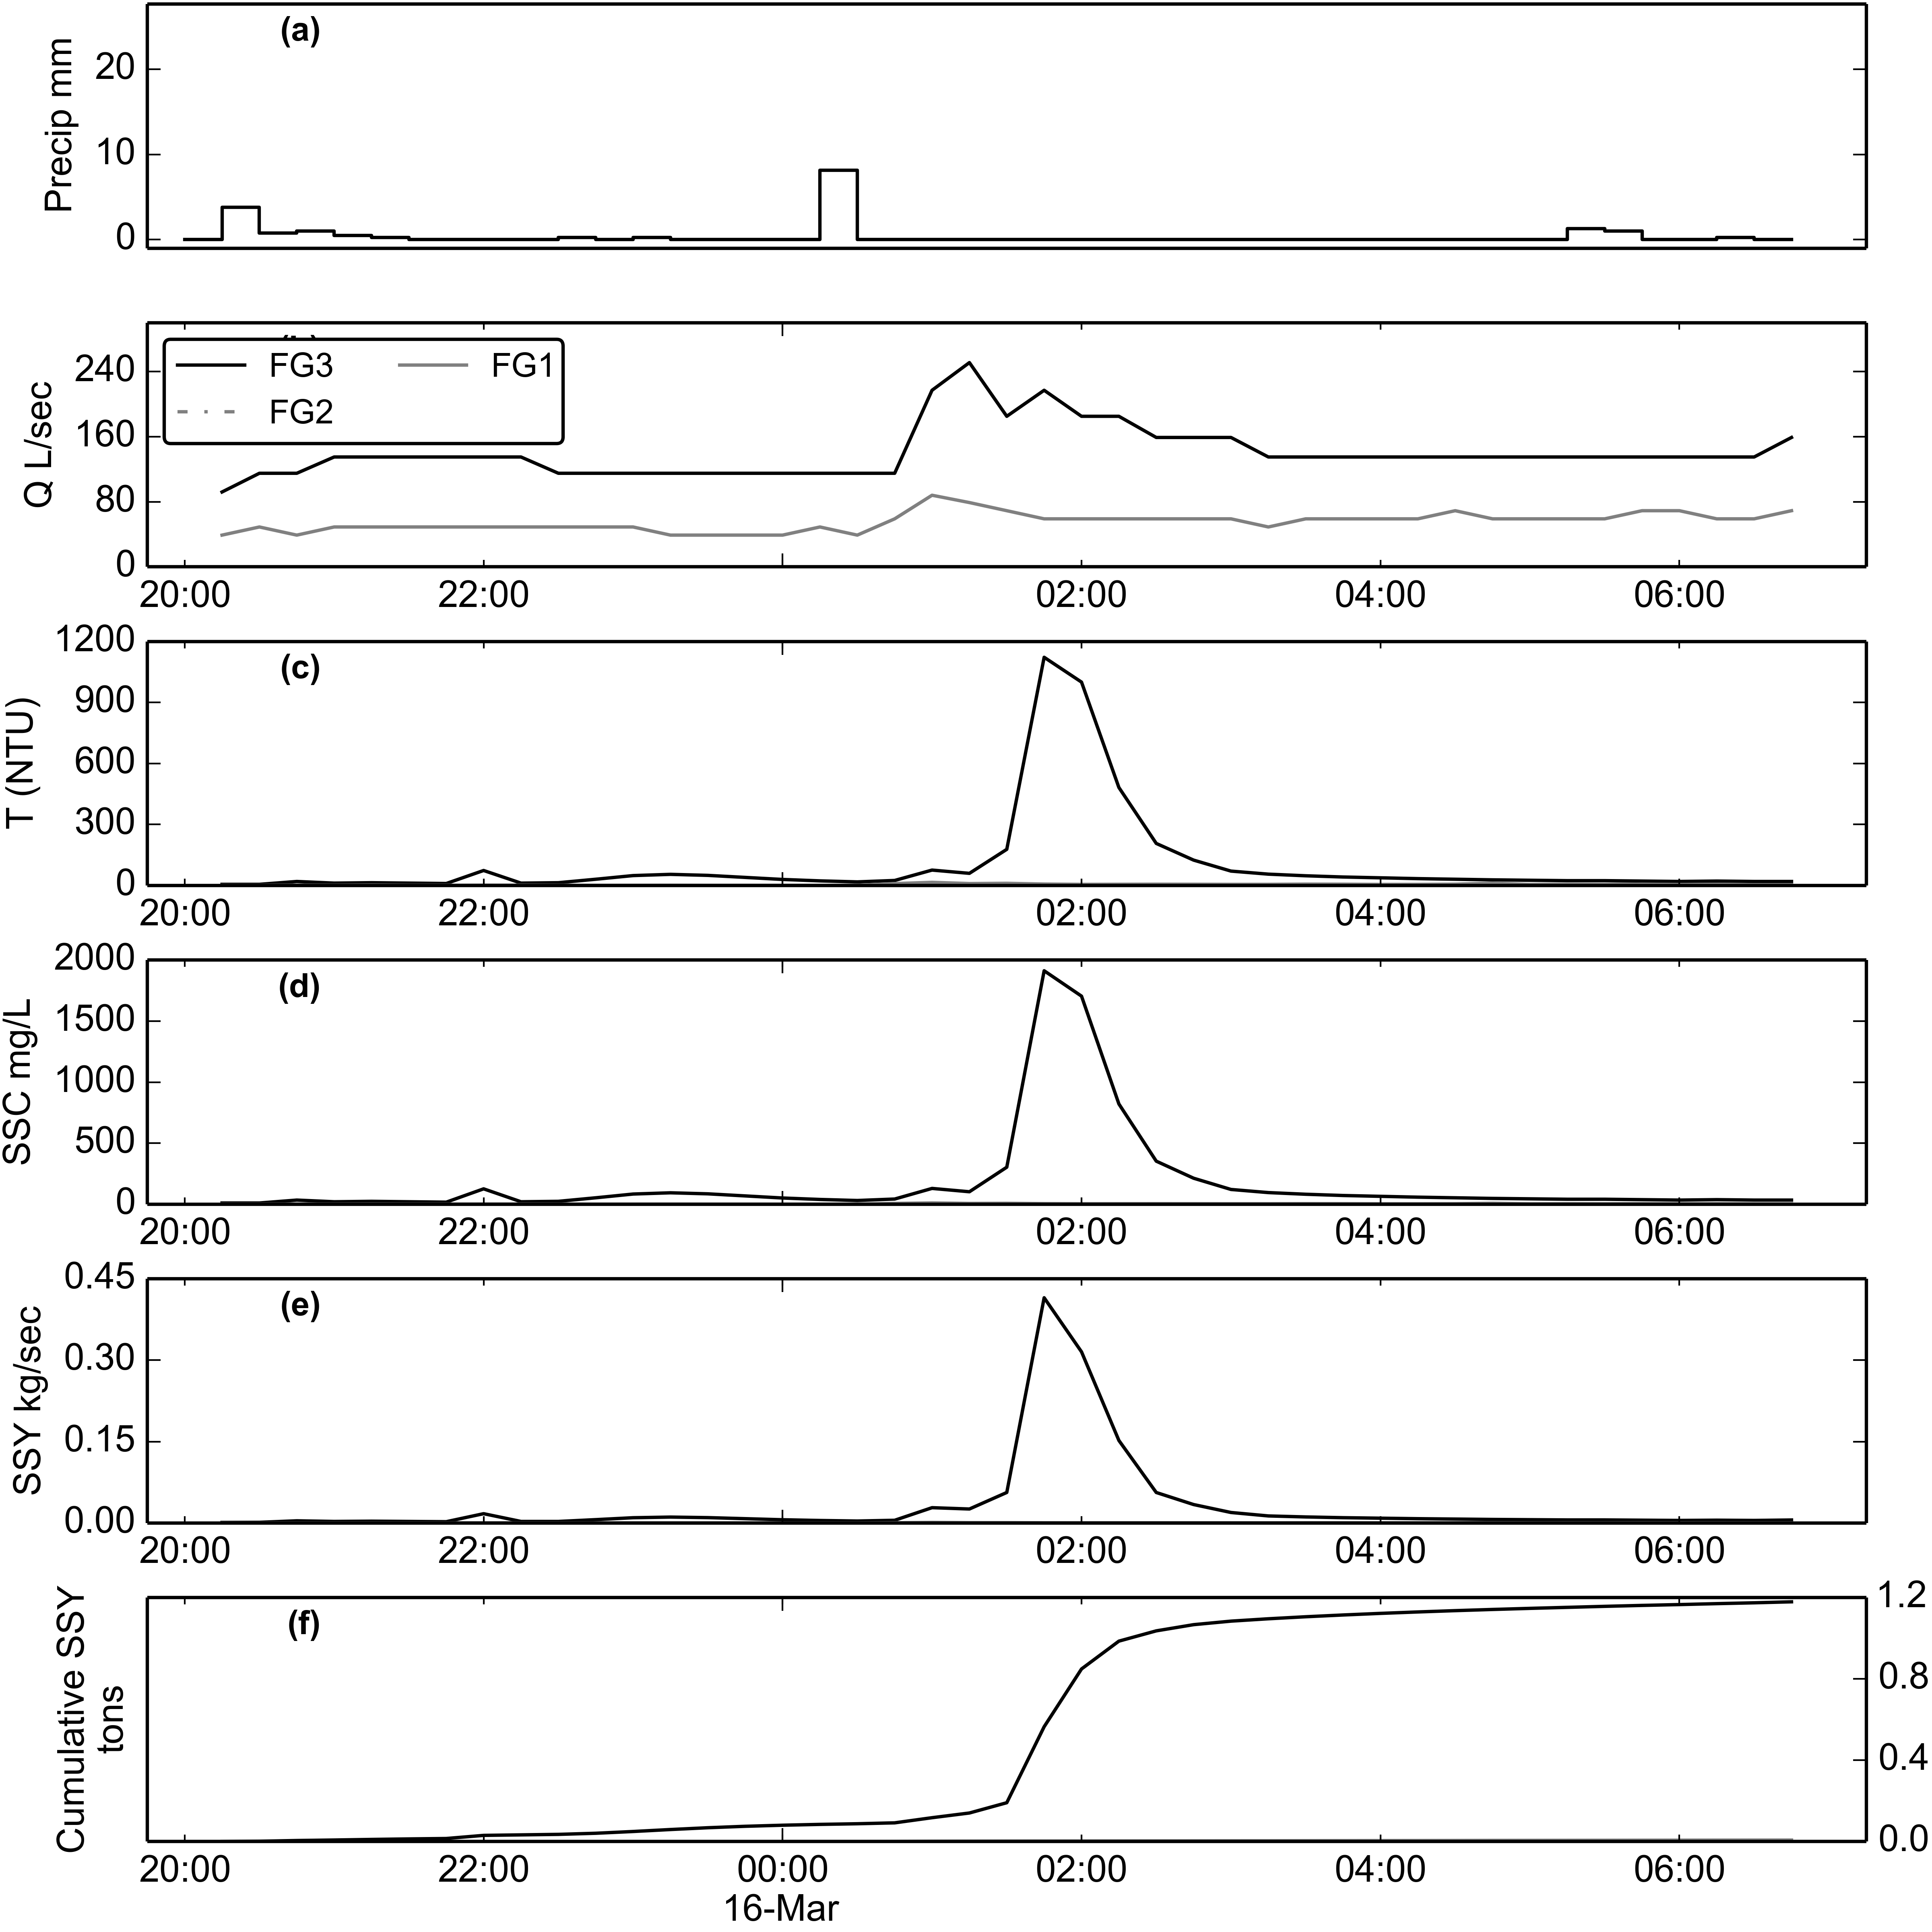 (a)
Precip mm
20
10
0
Q L/sec
240
160
80
0
FG3 FG1
FG2
20:00 22:00 02:00 04:00 06:00
(c)
T (NTU)
1200
900
600
300
0
20:00 22:00 02:00 04:00 06:00
(d)
SSC mg/L
2000
1500
1000
500
0
20:00 22:00 02:00 04:00 06:00
(e)
SSY kg/sec
0.45
0.30
0.15
0.00
20:00 22:00 02:00 04:00 06:00
(f)
Cumulative SSY
tons
1.2
0.8
0.4
0.0
20:00 22:00 00:00 02:00 04:00 06:00
16-Mar